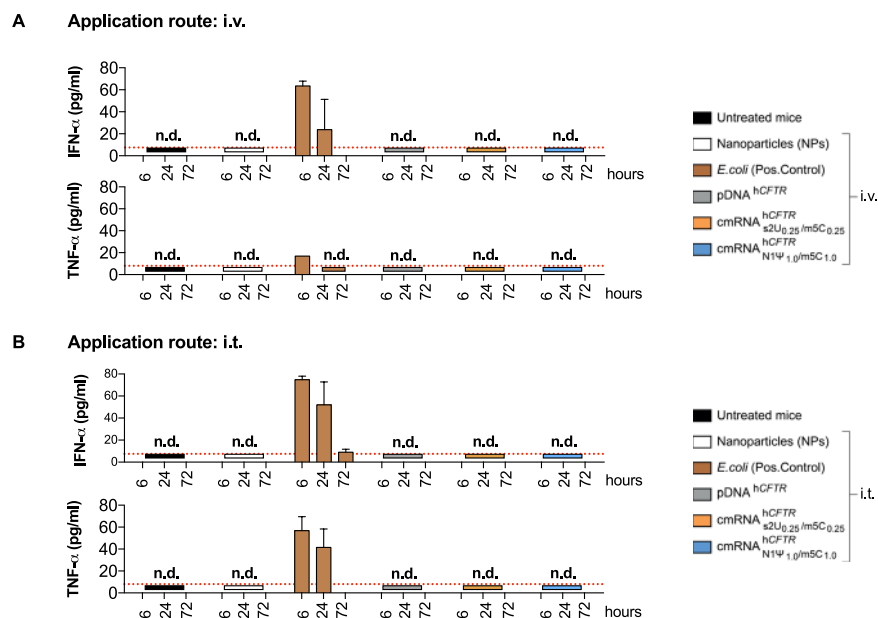 A Application route: i.v.
IFN-α (pg/ml)
80
60
40
20
0
n.d. n.d. n.d. n.d. n.d.
6 24 72 6 24 72 6 24 72 6 24 72 6 24 72 6 24 72 hours
TNF-α (pg/ml)
80
60
40
20
0
n.d. n.d. n.d. n.d. n.d. n.d.
6 24 72 6 24 72 6 24 72 6 24 72 6 24 72 6 24 72 hours
Untreated mice
Nanoparticles (NPs)
E.coli (Pos.Control)
pDNA hCFTR
cmRNA hCFTR s2U0.25/m5C0.25
cmRNA hCFTR N1Ψ1.0/m5C1.0
i.v.
B Application route: i.t.
IFN-α (pg/ml)
80
60
40
20
0
n.d. n.d. n.d. n.d. n.d.
6 24 72 6 24 72 6 24 72 6 24 72 6 24 72 6 24 72 hours
TNF-α (pg/ml)
80
60
40
20
0
n.d. n.d. n.d. n.d. n.d.
6 24 72 6 24 72 6 24 72 6 24 72 6 24 72 6 24 72 hours
Untreated mice
Nanoparticles (NPs)
E.coli (Pos.Control)
pDNA hCFTR
cmRNA hCFTR s2U0.25/m5C0.25
cmRNA hCFTR N1Ψ1.0/m5C1.0
i.t.